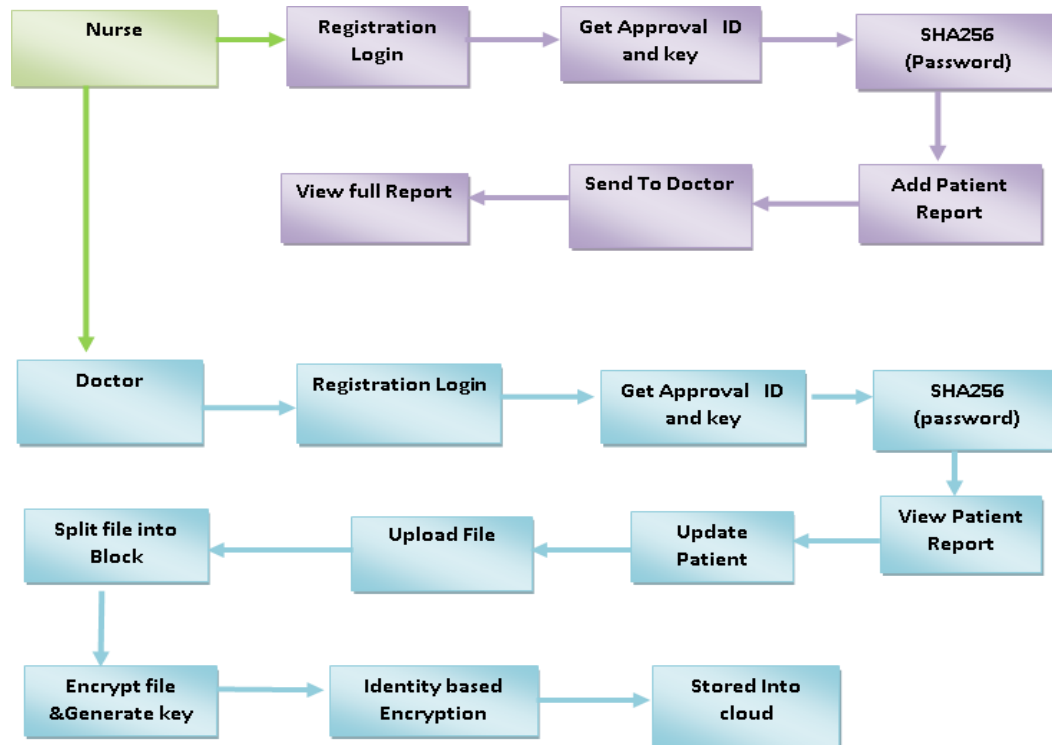 Nurse
Registration
Login
Get Approval ID
and key
SHA256
(Password)
View full Report
Send To Doctor
Add Patient
Report
Doctor
Registration Login
Get Approval ID
and key
SHA256
(password)
Split file into
Block
Upload File
Update
Patient
View Patient
Report
Encrypt file
&Generate key
Identity based
Encryption
Stored Into
cloud